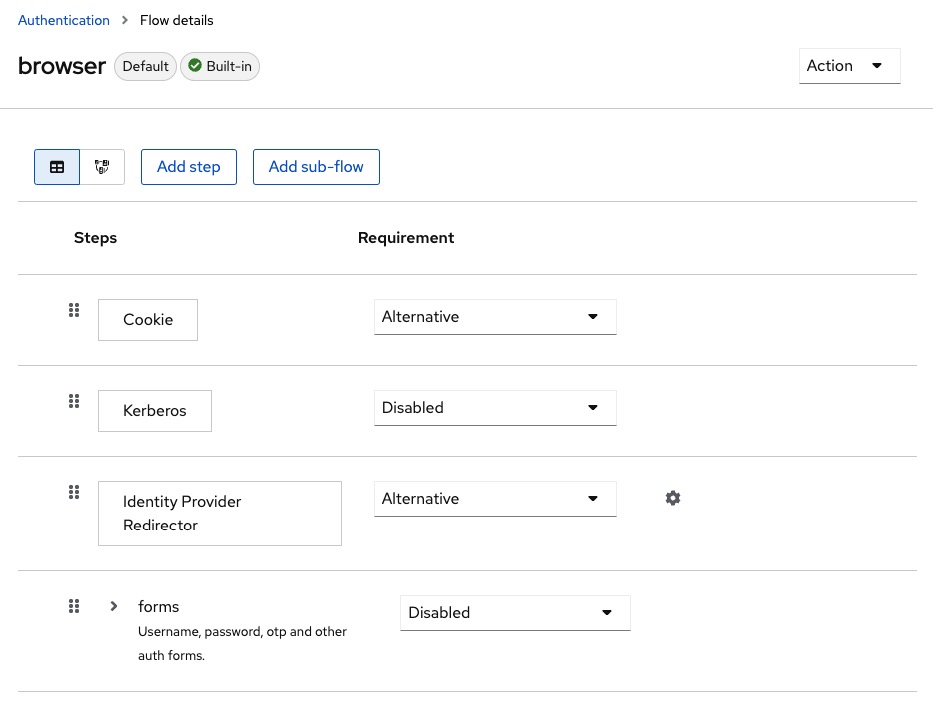 Authentication > Flow details
browser Default Built-in Action
Add step Add sub-flow
Steps Requirement
Cookie Alternative
Kerberos Disabled
Identity Provider Alternative
Redirector
forms Disabled
Username, password, otp and other
auth forms.